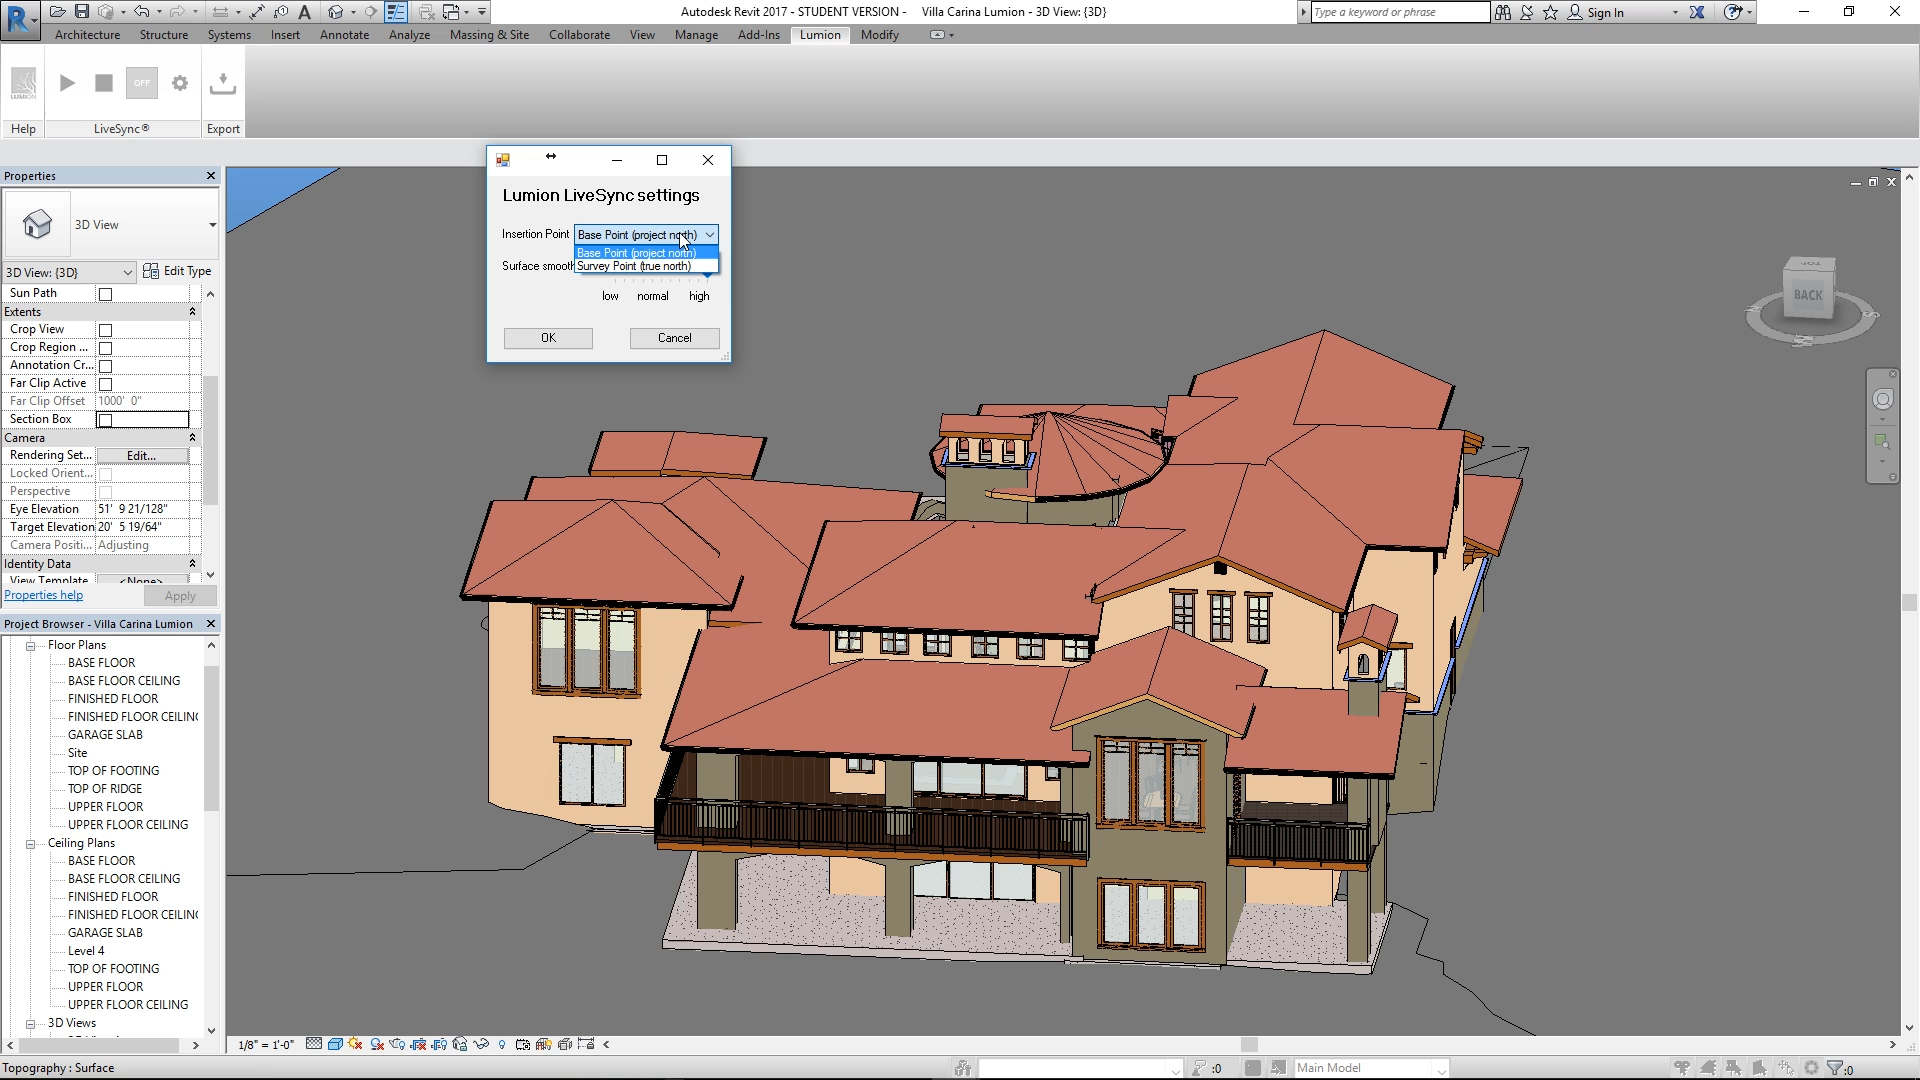 Autodesk Revit 2017 - STUDENT VERSION - Villa Carina Lumion - 3D View: {3D}
Type a keyword or phrase
Sign In
Architecture Structure Systems Insert Annotate Analyze Massing & Site Collaborate View Manage Add-Ins Lumion Modify
LUMION
OFF
Help LiveSync® Export
Properties
3D View
3D View: {3D} Edit Type
Sun Path
Extents
Crop View
Crop Region ...
Annotation Cr...
Far Clip Active
Far Clip Offset 1000' 0"
Section Box
Camera
Rendering Set... Edit...
Locked Orient...
Perspective
Eye Elevation 51' 9 21/128"
Target Elevation 20' 5 19/64"
Camera Positi... Adjusting
Identity Data
View Template <None>
Properties help Apply
Project Browser - Villa Carina Lumion
Floor Plans
BASE FLOOR
BASE FLOOR CEILING
FINISHED FLOOR
FINISHED FLOOR CEILING
GARAGE SLAB
Site
TOP OF FOOTING
TOP OF RIDGE
UPPER FLOOR
UPPER FLOOR CEILING
Ceiling Plans
BASE FLOOR
BASE FLOOR CEILING
FINISHED FLOOR
FINISHED FLOOR CEILING
GARAGE SLAB
Level 4
TOP OF FOOTING
UPPER FLOOR
UPPER FLOOR CEILING
3D Views
Lumion LiveSync settings
Insertion Point Base Point (project north)
Base Point (project north)
Survey Point (true north)
Surface smooth
low normal high
OK Cancel
TOP
BACK
1/8" = 1'-0"
Topography : Surface
:0
Main Model
:0